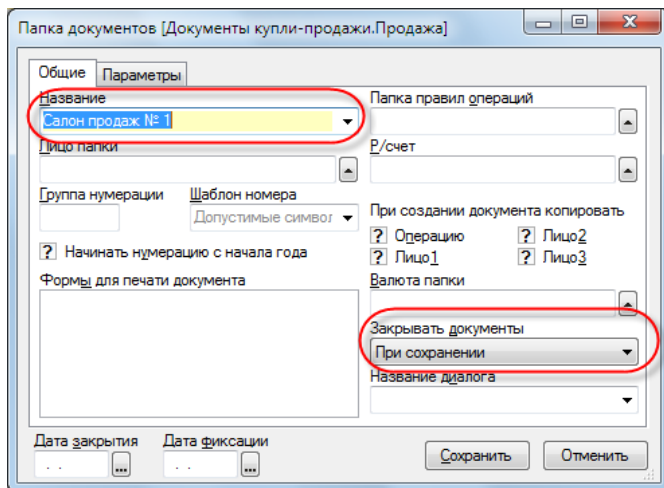 Папка документов [Документы купли-продажи.Продажа]
Общие Параметры
Название Папка правил операций
Салон продаж № 1
Лицо папки Р/счет
Группа нумерации Шаблон номера
Допустимые символ
При создании документа копировать
? Операцию ? Лицо2
? Начинать нумерацию с начала года ? Лицо1 ? Лицо3
Формы для печати документа Валюта папки
Закрывать документы
При сохранении
Название диалога
Дата закрытия Дата фиксации
. . ... . . ... Сохранить Отменить